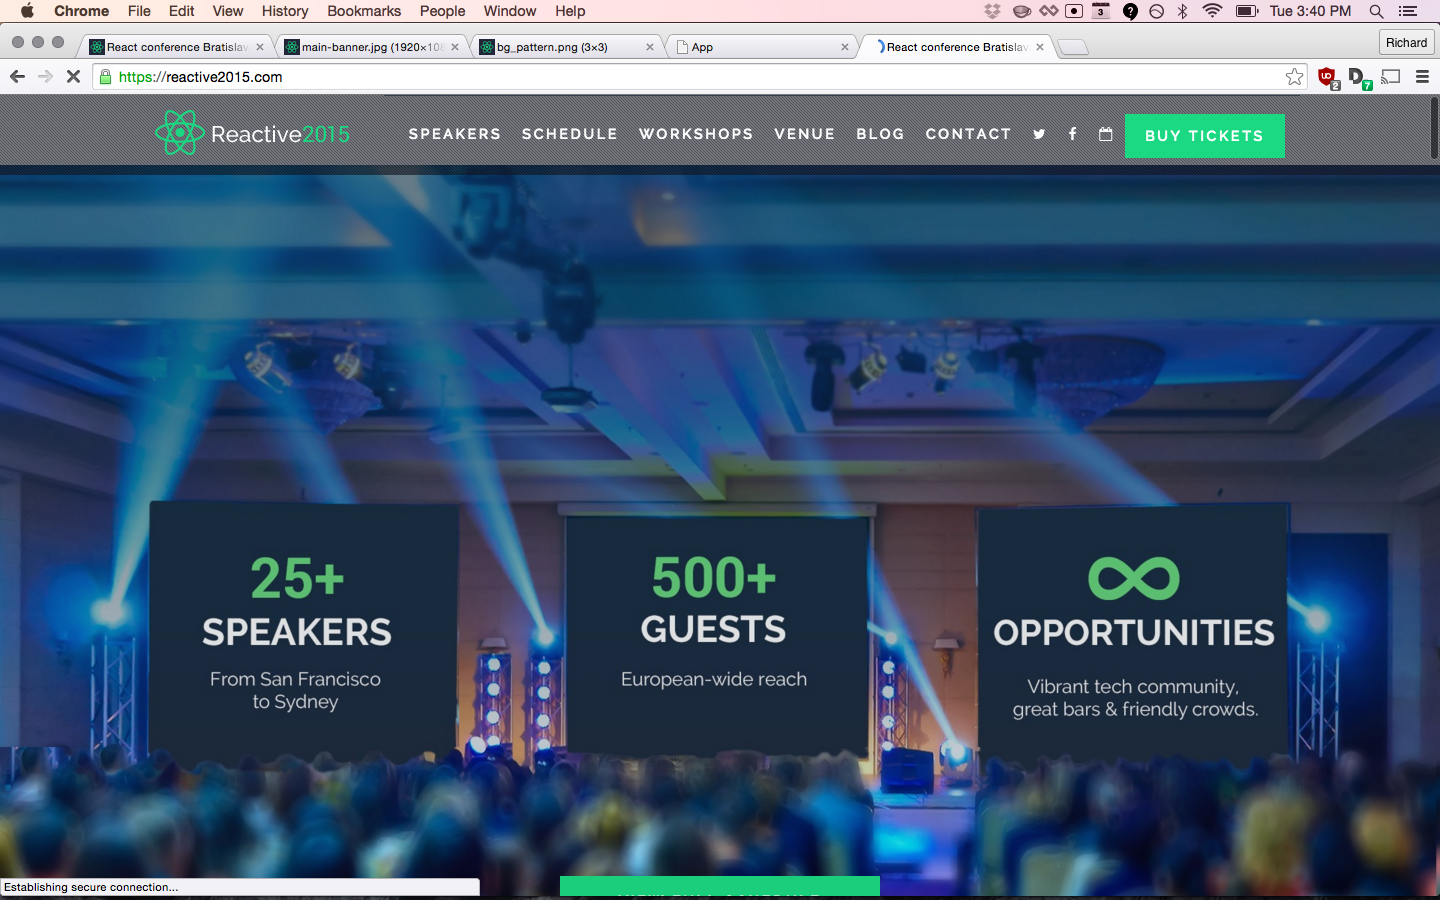 Chrome File Edit View History Bookmarks People Window Help 3 Tue 3:40 PM
React conference Bratislav main-banner.jpg (1920×108 bg_pattern.png (3×3) App React conference Bratislav Richard
https://reactive2015.com 2 7
Reactive2015 SPEAKERS SCHEDULE WORKSHOPS VENUE BLOG CONTACT BUY TICKETS
25+
SPEAKERS
From San Francisco
to Sydney
500+
GUESTS
European-wide reach
OPPORTUNITIES
Vibrant tech community,
great bars & friendly crowds.
Establishing secure connection...